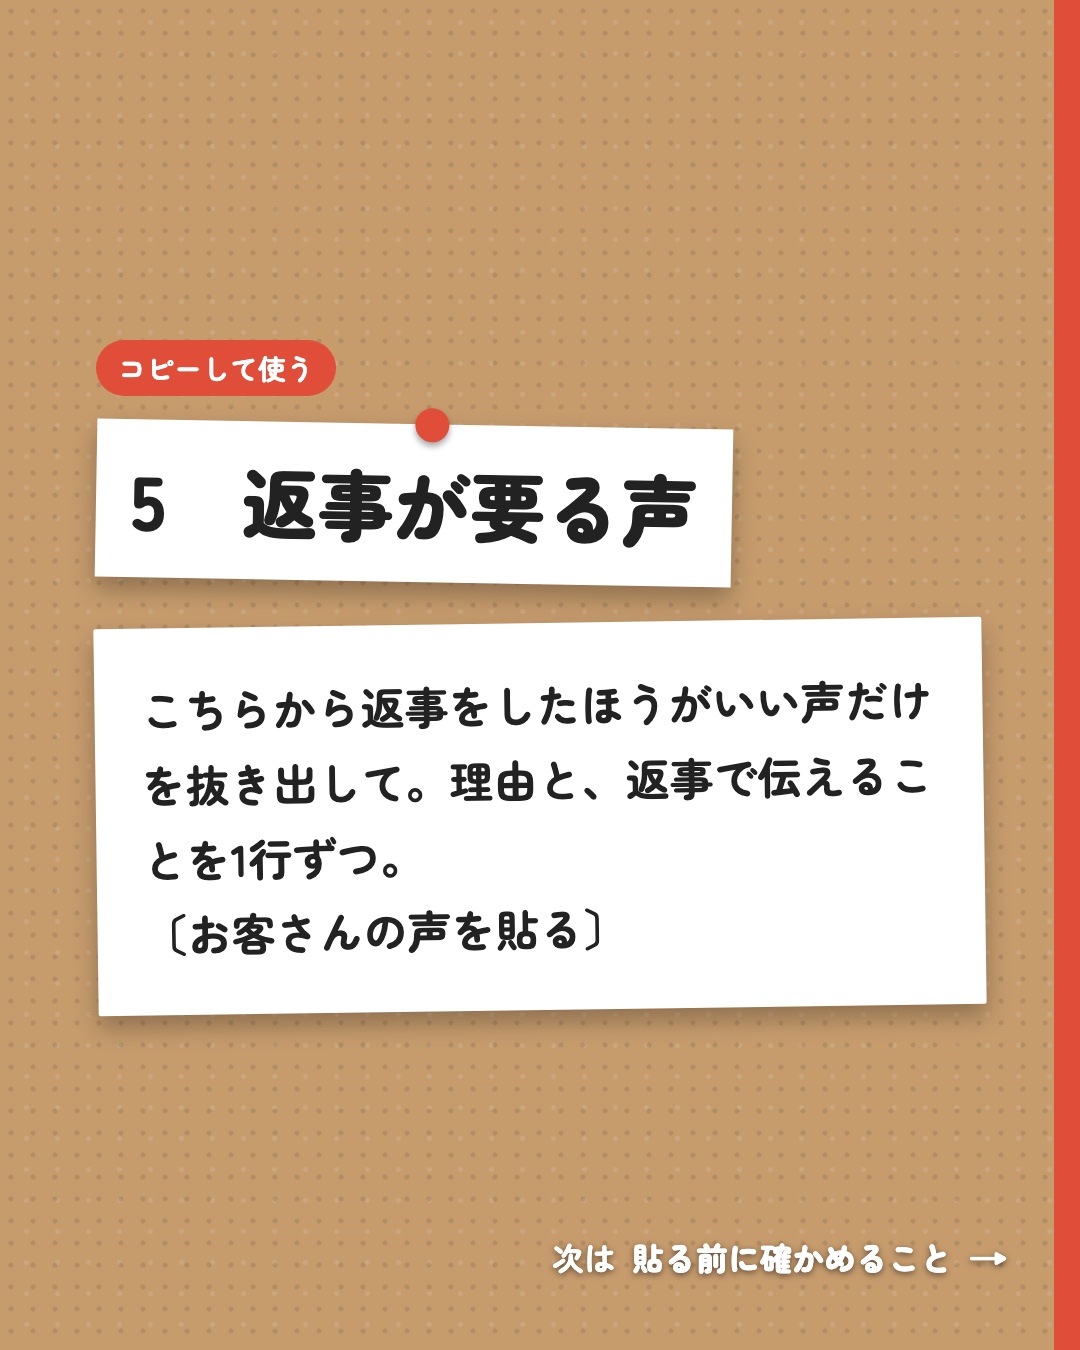 コピーして使う
5　返事が要る声
こちらから返事をしたほうがいい声だけ
を抜き出して。理由と、返事で伝えるこ
とを1行ずつ。
〔お客さんの声を貼る〕
次は 貼る前に確かめること →